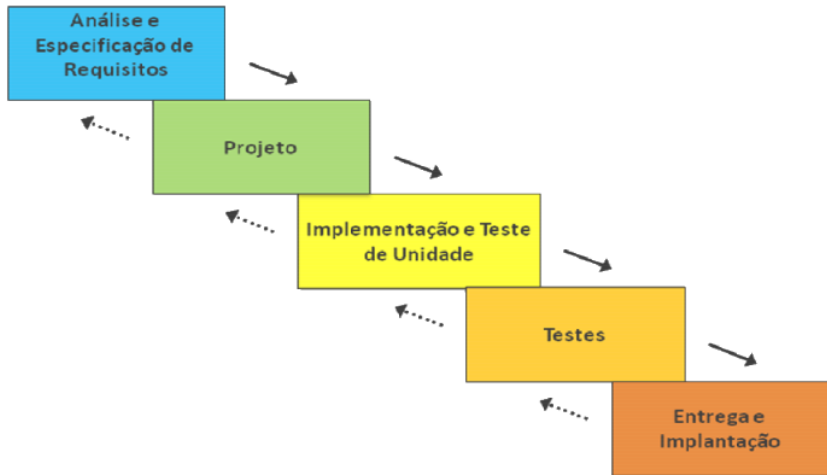 Análise e
Especificação de
Requisitos
Projeto
Implementação e Teste
de Unidade
Testes
Entrega e
Implantação